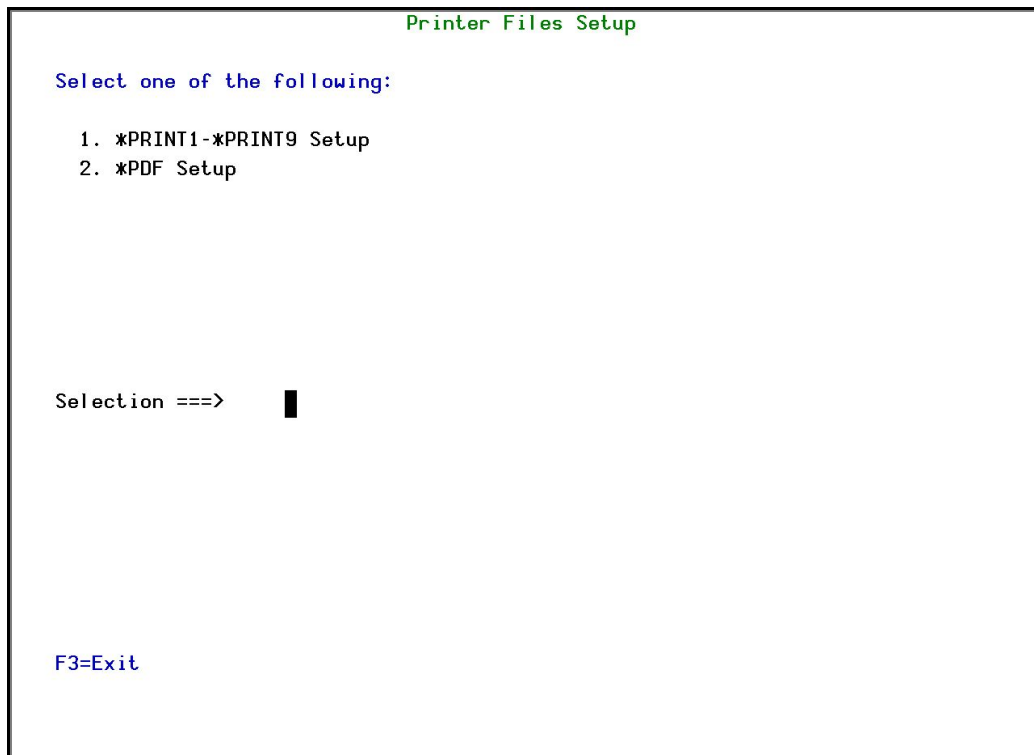 Printer Files Setup
Select one of the following:
1. *PRINT1-*PRINT9 Setup
2. *PDF Setup
Selection ===>
F3=Exit